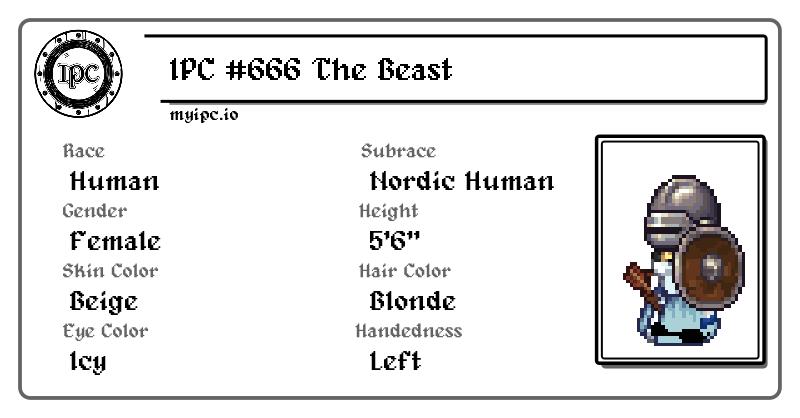 IPC
IPC #666 The Beast
myipc.io
Race
Human
Subrace
Nordic Human
Gender
Female
Height
5'6"
Skin Color
Beige
Hair Color
Blonde
Eye Color
Icy
Handedness
Left